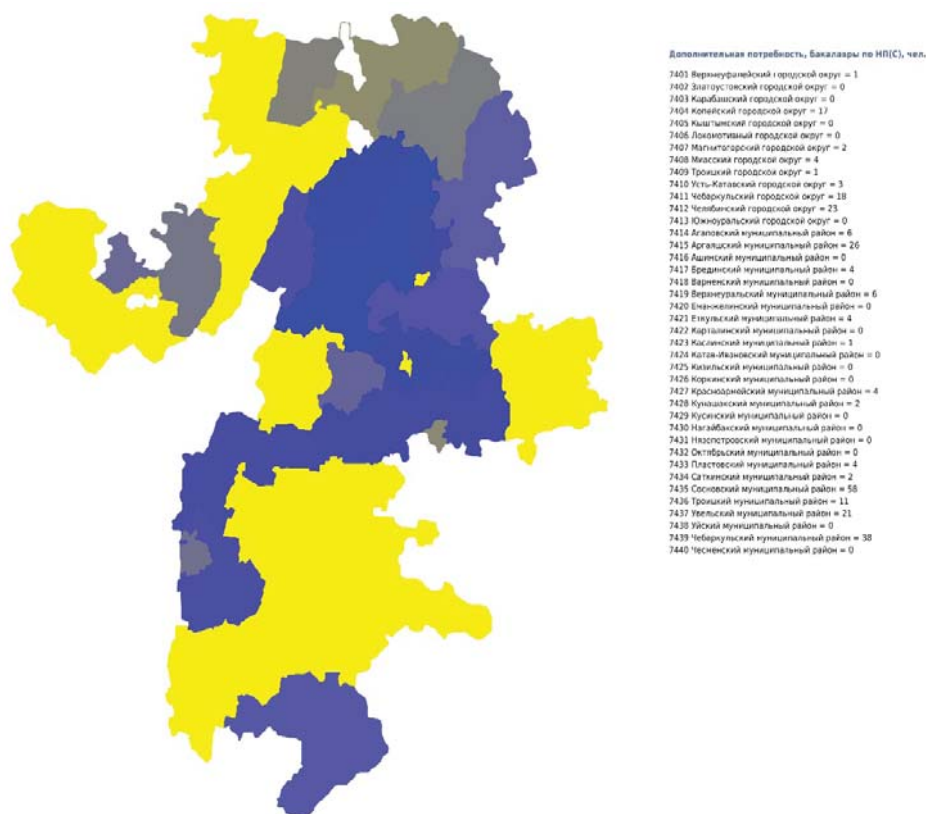 Дополнительная потребность, бакалавры по НП(С), чел.
7401 Верхнеуфалейский городской округ = 1
7402 Златоустовский городской округ = 0
7403 Карабашский городской округ = 0
7404 Копейский городской округ = 17
7405 Кыштымский городской округ = 0
7406 Локомотивный городской округ = 0
7407 Магнитогорский городской округ = 2
7408 Миасский городской округ = 4
7409 Троицкий городской округ = 1
7410 Усть-Катавский городской округ = 3
7411 Чебаркульский городской округ = 18
7412 Челябинский городской округ = 23
7413 Южноуральский городской округ = 0
7414 Агаповский муниципальный район = 6
7415 Аргаяшский муниципальный район = 26
7416 Ашинский муниципальный район = 0
7417 Брединский муниципальный район = 4
7418 Варненский муниципальный район = 0
7419 Верхнеуральский муниципальный район = 6
7420 Еманжелинский муниципальный район = 0
7421 Еткульский муниципальный район = 4
7422 Карталинский муниципальный район = 0
7423 Каслинский муниципальный район = 1
7424 Катав-Ивановский муниципальный район = 0
7425 Кизильский муниципальный район = 0
7426 Коркинский муниципальный район = 0
7427 Красноармейский муниципальный район = 4
7428 Кунашакский муниципальный район = 2
7429 Кусинский муниципальный район = 0
7430 Нагайбакский муниципальный район = 0
7431 Нязепетровский муниципальный район = 0
7432 Октябрьский муниципальный район = 0
7433 Пластовский муниципальный район = 4
7434 Саткинский муниципальный район = 2
7435 Сосновский муниципальный район = 58
7436 Троицкий муниципальный район = 11
7437 Увельский муниципальный район = 21
7438 Уйский муниципальный район = 0
7439 Чебаркульский муниципальный район = 38
7440 Чесменский муниципальный район = 0